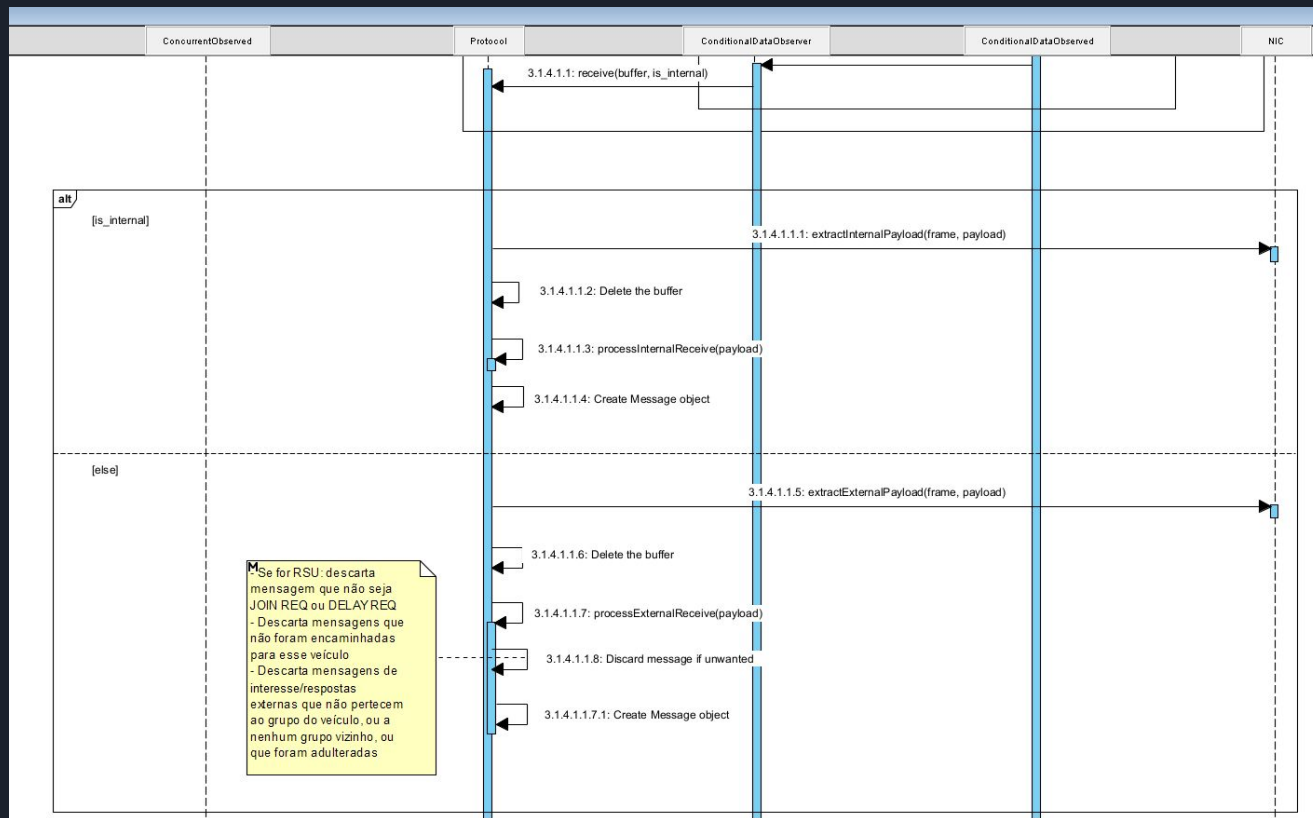 ConcurrentObserved
Protocol
ConditionalDataObserver
ConditionalDataObserved
NIC
3.1.4.1.1: receive(buffer, is_internal)
alt
[is_internal]
3.1.4.1.1.1: extractInternalPayload(frame, payload)
3.1.4.1.1.2: Delete the buffer
3.1.4.1.1.3: processInternalReceive(payload)
3.1.4.1.1.4: Create Message object
[else]
3.1.4.1.1.5: extractExternalPayload(frame, payload)
3.1.4.1.1.6: Delete the buffer
M
- Se for RSU: descarta
mensagem que não seja
JOIN REQ ou DELAY REQ
- Descarta mensagens que
não foram encaminhadas
para esse veículo
- Descarta mensagens de
interesse/respostas
externas que não pertecem
ao grupo do veículo, ou a
nenhum grupo vizinho, ou
que foram adulteradas
3.1.4.1.1.7: processExternalReceive(payload)
3.1.4.1.1.8: Discard message if unwanted
3.1.4.1.1.7.1: Create Message object